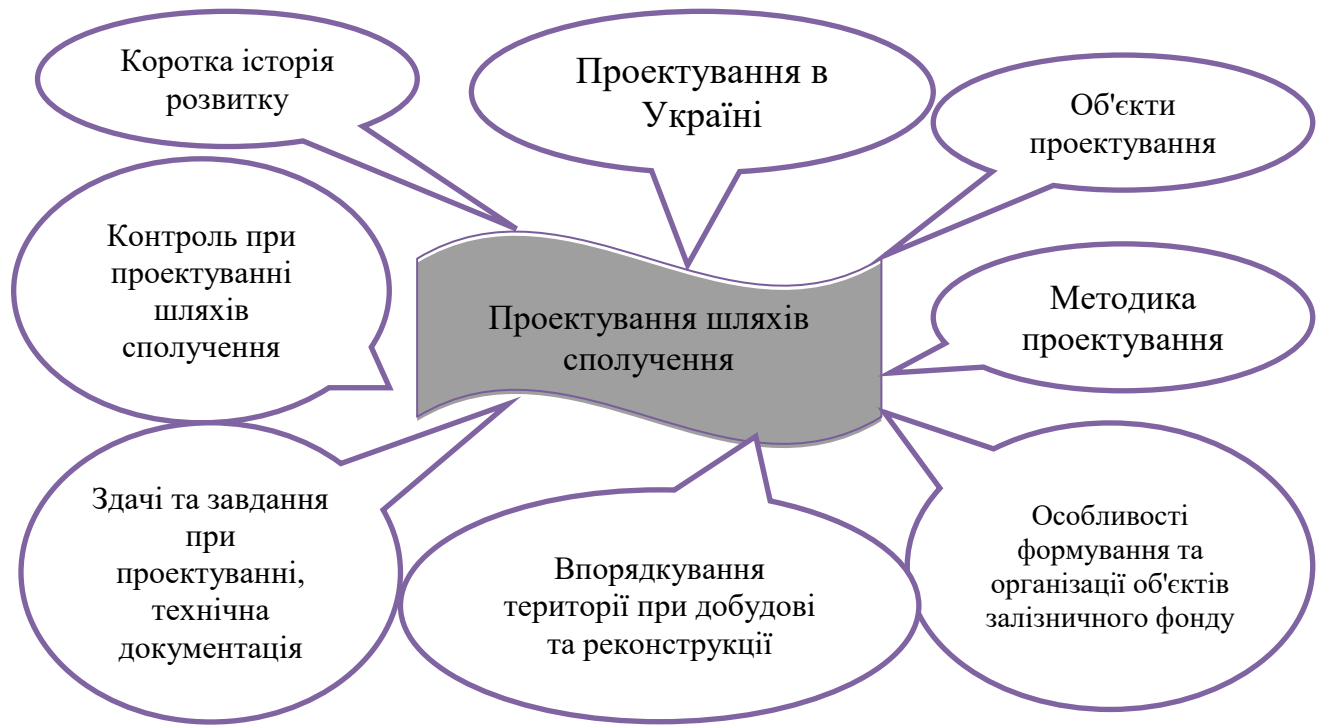 Коротка історія
розвитку
Проектування в
Україні
Об'єкти
проектування
Контроль при
проектуванні
шляхів
сполучення
Проектування шляхів
сполучення
Методика
проектування
Здачі та завдання
при
проектуванні,
технічна
документація
Впорядкування
території при добудові
та реконструкції
Особливості
формування та
організації об'єктів
залізничного фонду